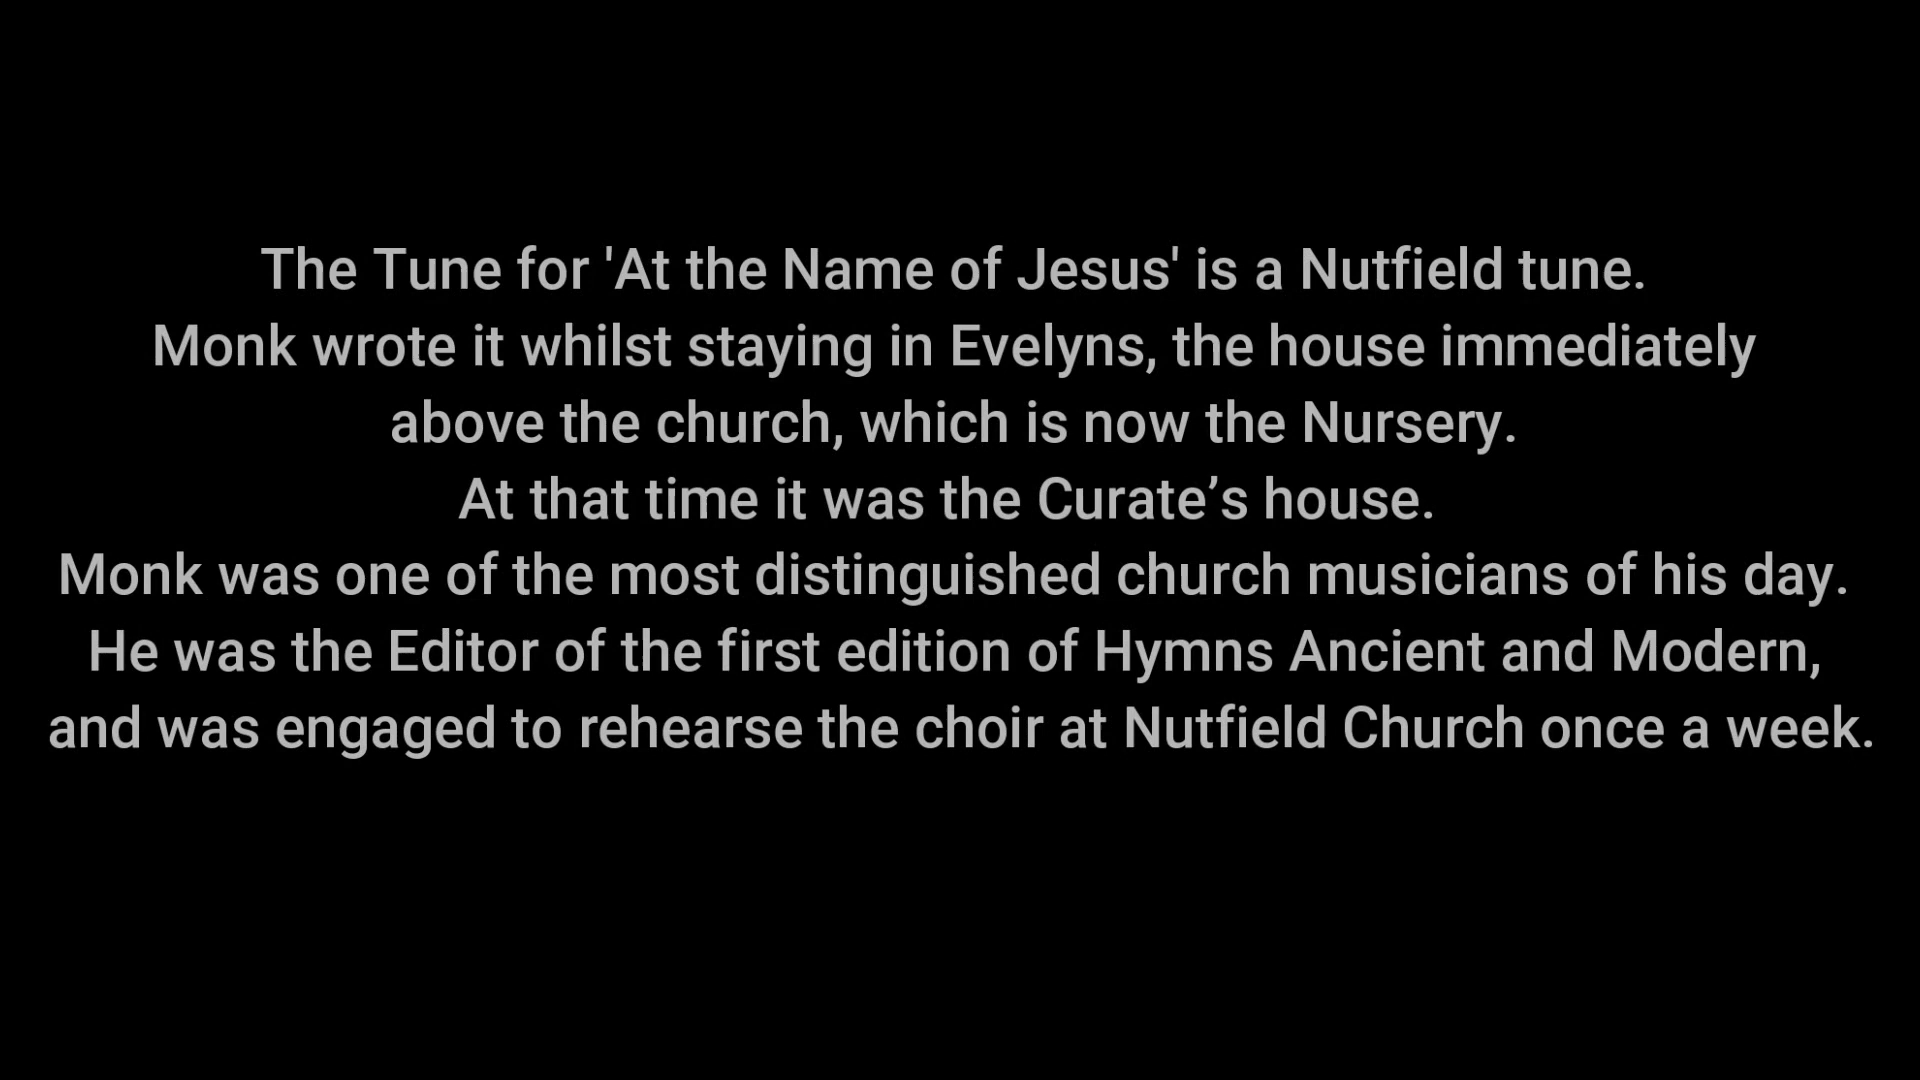 The Tune for 'At the Name of Jesus' is a Nutfield tune.
Monk wrote it whilst staying in Evelyns, the house immediately
above the church, which is now the Nursery.
At that time it was the Curate’s house.
Monk was one of the most distinguished church musicians of his day.
He was the Editor of the first edition of Hymns Ancient and Modern,
and was engaged to rehearse the choir at Nutfield Church once a week.